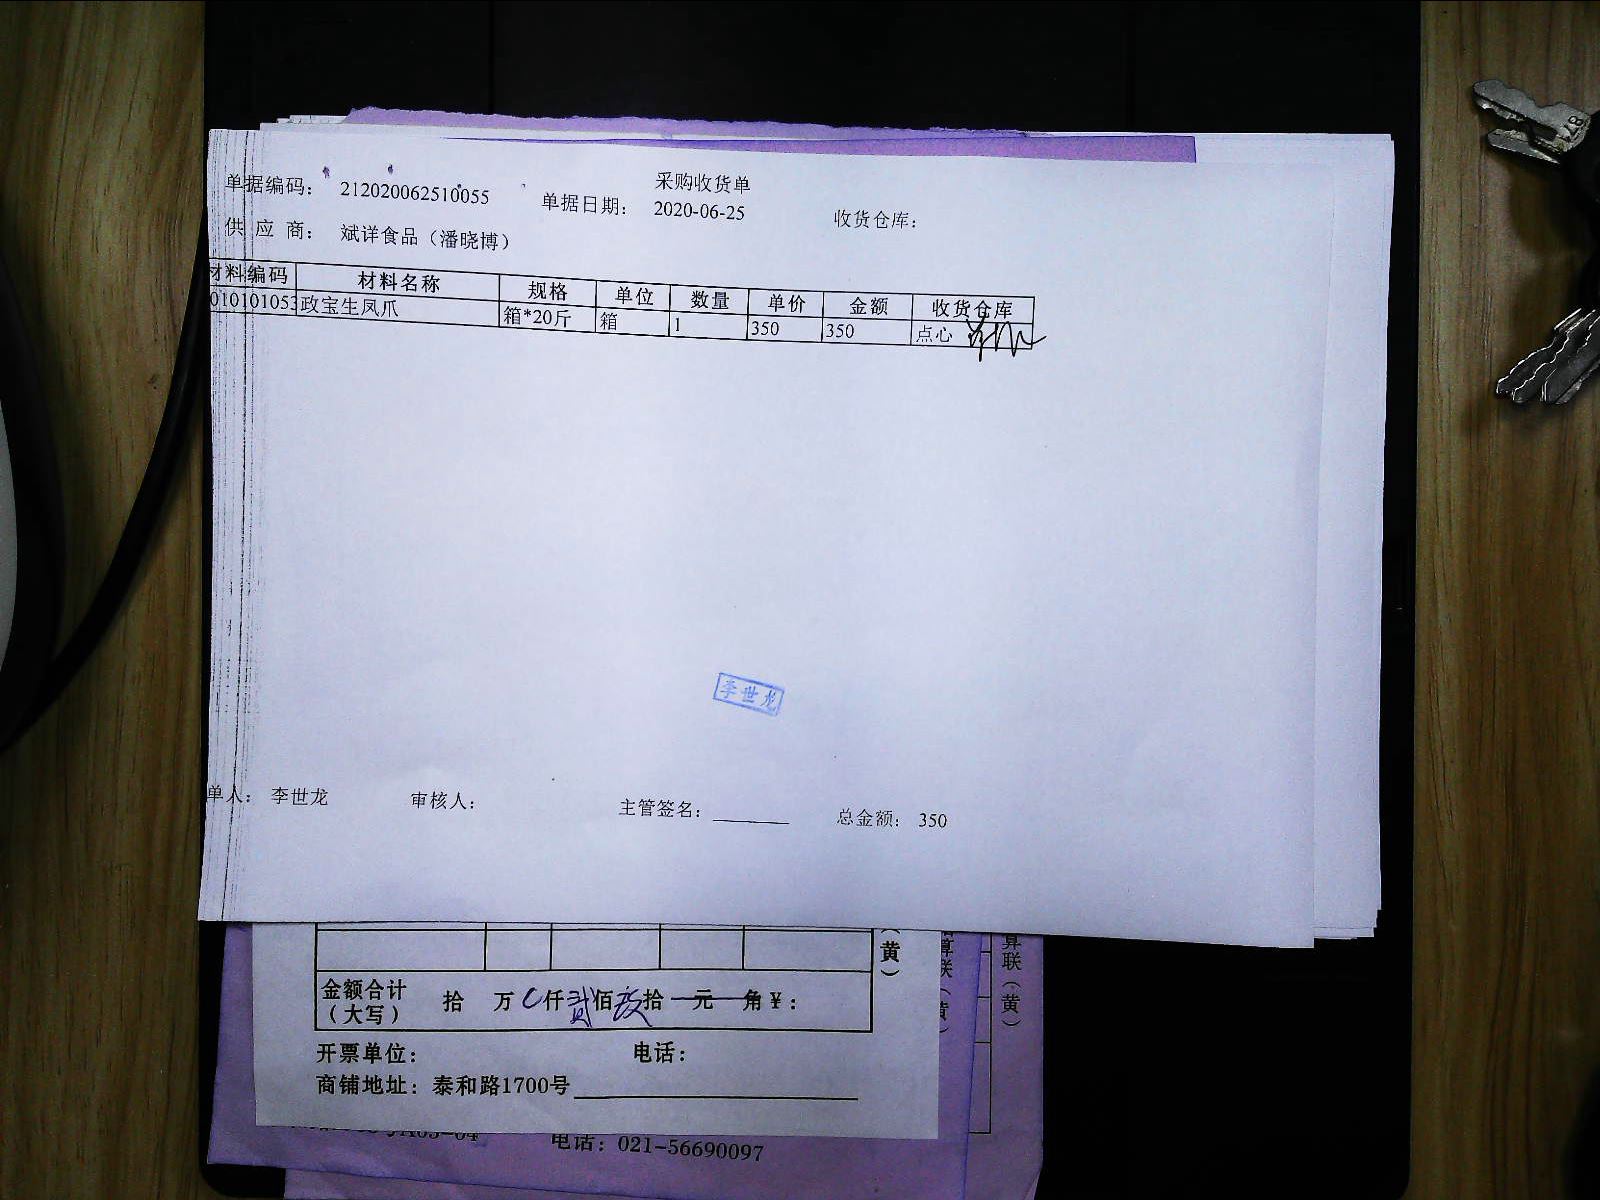 采购收货单
单据编码： 212020062510055 单据日期： 2020-06-25 收货仓库：
供 应 商： 斌详食品（潘晓博）
材料编码 材料名称 规格 单位 数量 单价 金额 收货仓库
010101053 政宝生凤爪 箱*20斤 箱 1 350 350 点心
李世龙
单人： 李世龙 审核人： 主管签名： 总金额： 350
（黄）
算联（黄）
金额合计（大写） 拾 万 仟 贰 佰 拾 元 角 ¥：
开票单位： 电话：
商铺地址：泰和路1700号
电话：021-56690097